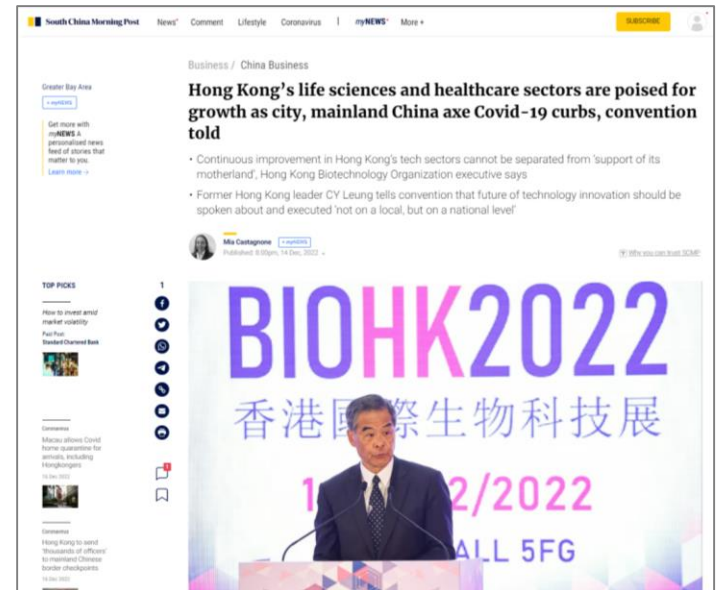 South China Morning Post
News Comment Lifestyle Coronavirus | myNEWS More +
SUBSCRIBE
Business / China Business
Hong Kong's life sciences and healthcare sectors are poised for
growth as city, mainland China axe Covid-19 curbs, convention
told
• Continuous improvement in Hong Kong's tech sectors cannot be separated from 'support of its
motherland', Hong Kong Biotechnology Organization executive says
• Former Hong Kong leader CY Leung tells convention that future of technology innovation should be
spoken about and executed 'not on a local, but on a national level'
Mia Castagnone + myNEWS
Published: 8:00pm, 14 Dec, 2022
Why you can trust SCMP
Greater Bay Area
+ myNEWS
Get more with
myNEWS A
personalised news
feed of stories that
matter to you.
Learn more →
TOP PICKS
How to invest amid
market volatility
Paid Post:
Standard Chartered Bank
Coronavirus
Macau allows Covid
home quarantine for
arrivals, including
Hongkongers
16 Dec 2022
Coronavirus
Hong Kong to send
'thousands of officers'
to mainland Chinese
border checkpoints
16 Dec 2022
1
1
BIOHK2022
香港國際生物科技展
2/2022
ALL 5FG